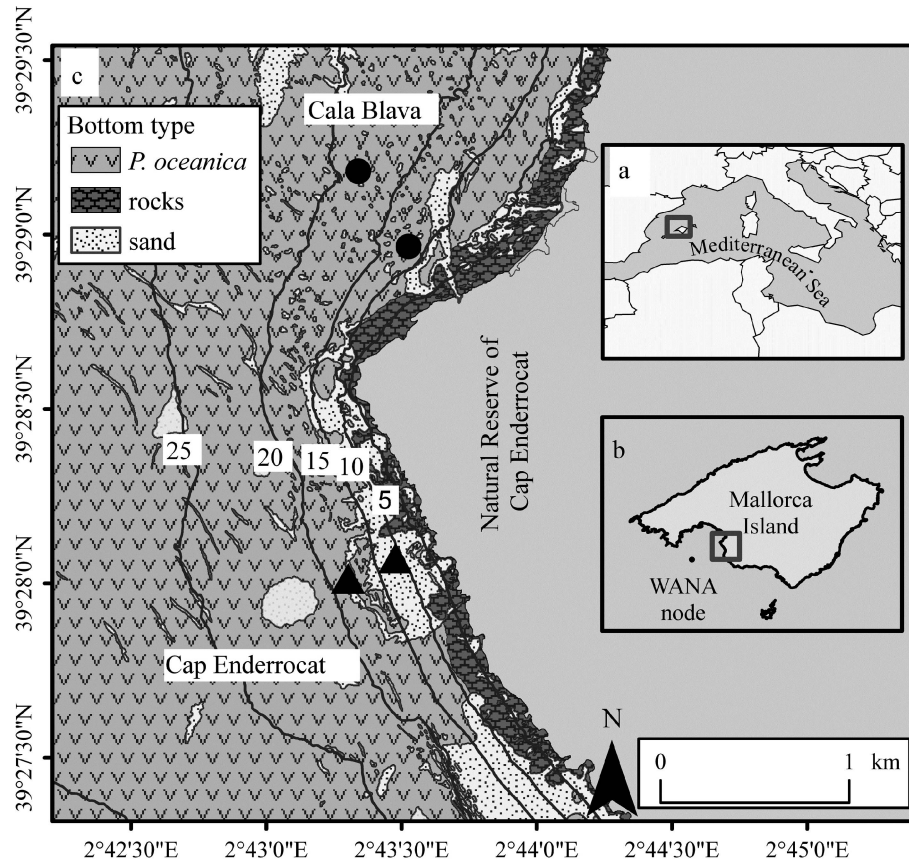 c
Cala Blava
Bottom type
P. oceanica
rocks
sand
a
Mediterranean Sea
b
Mallorca
Island
WANA
node
Natural Reserve of
Cap Enderrocat
25
20
15
10
5
Cap Enderrocat
N
0
1
km
39°29'30"N
39°29'0"N
39°28'30"N
39°28'0"N
39°27'30"N
2°42'30"E
2°43'0"E
2°43'30"E
2°44'0"E
2°44'30"E
2°45'0"E